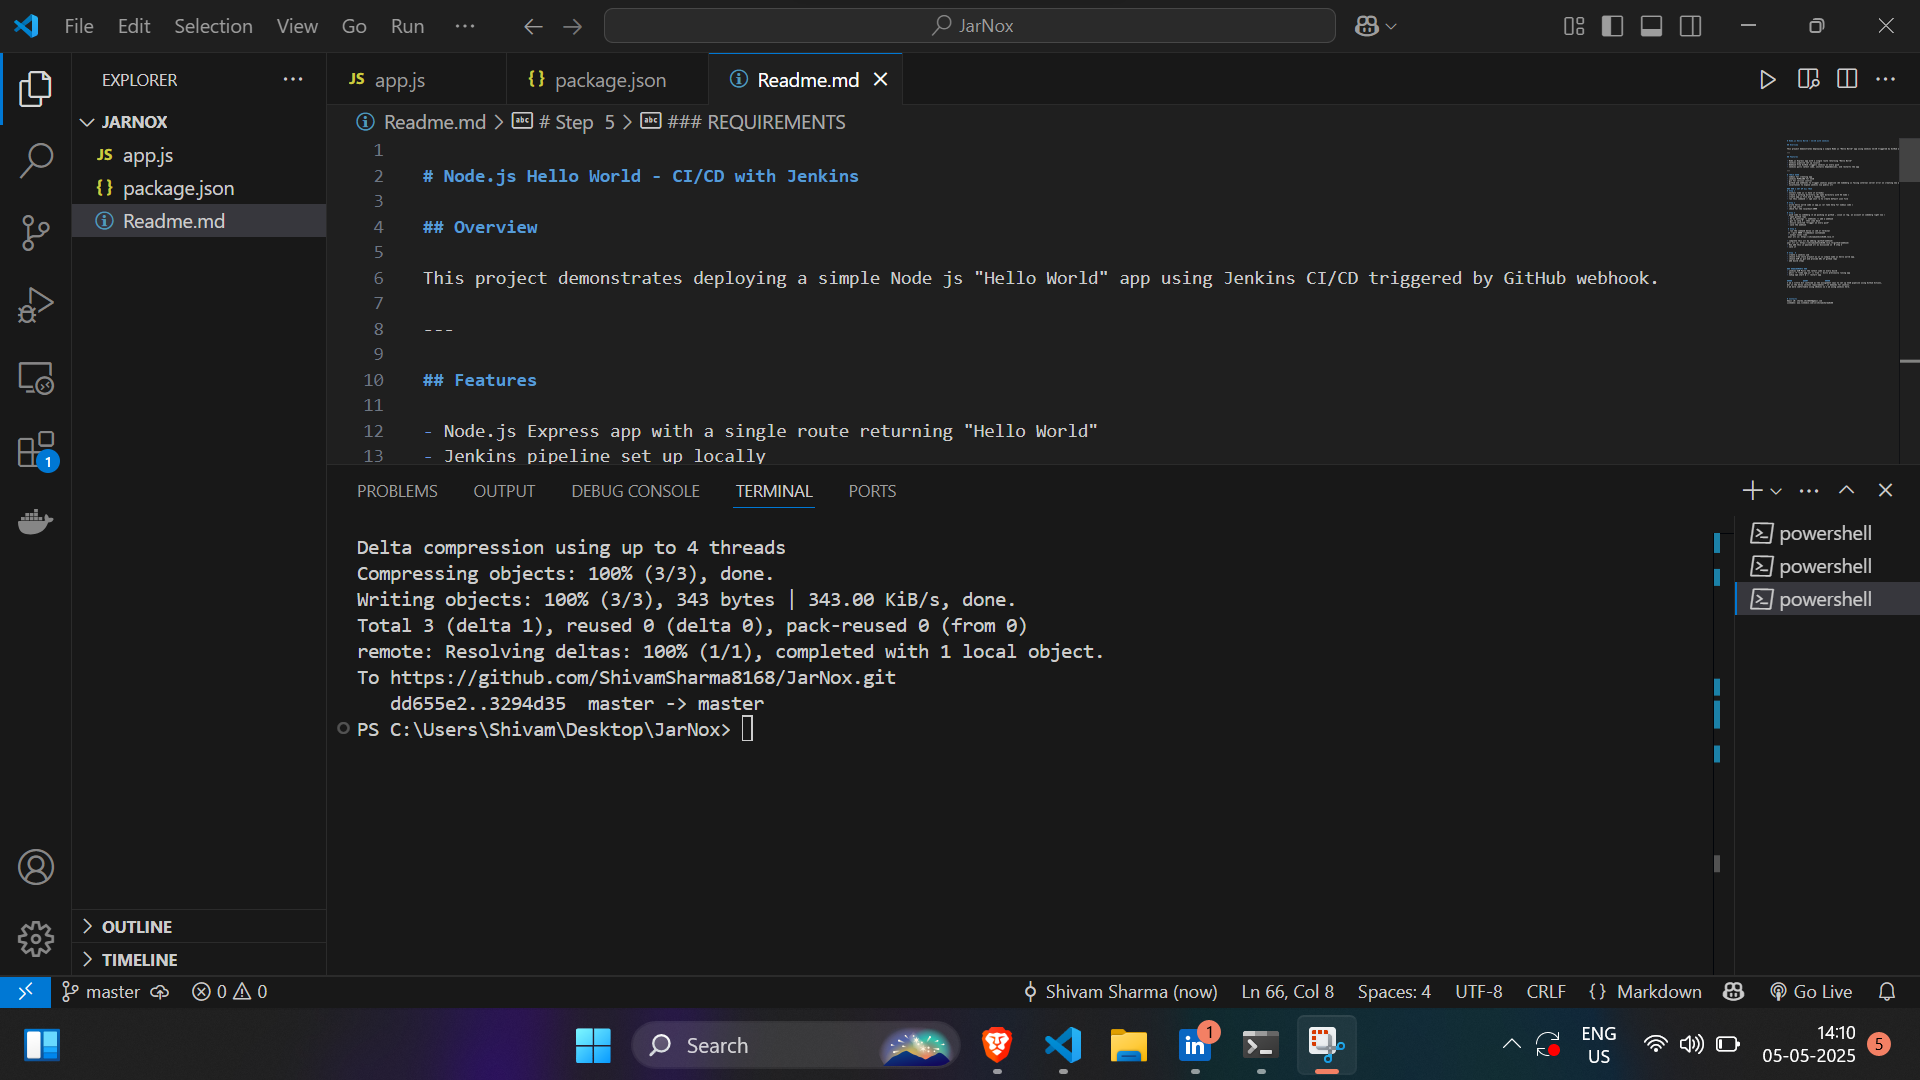 File Edit Selection View Go Run ···
JarNox
EXPLORER
JARNOX
JS app.js
{} package.json
Readme.md
1
OUTLINE
TIMELINE
JS app.js
{} package.json
Readme.md
Readme.md > # Step 5 > ### REQUIREMENTS
1
2 # Node.js Hello World - CI/CD with Jenkins
3
4 ## Overview
5
6 This project demonstrates deploying a simple Node js "Hello World" app using Jenkins CI/CD triggered by GitHub webhook.
7
8 ---
9
10 ## Features
11
12 - Node.js Express app with a single route returning "Hello World"
13 - Jenkins pipeline set up locally
PROBLEMS OUTPUT DEBUG CONSOLE TERMINAL PORTS
Delta compression using up to 4 threads
Compressing objects: 100% (3/3), done.
Writing objects: 100% (3/3), 343 bytes | 343.00 KiB/s, done.
Total 3 (delta 1), reused 0 (delta 0), pack-reused 0 (from 0)
remote: Resolving deltas: 100% (1/1), completed with 1 local object.
To https://github.com/ShivamSharma8168/JarNox.git
dd655e2..3294d35 master -> master
PS C:\Users\Shivam\Desktop\JarNox>
powershell
powershell
powershell
master 0 0
Shivam Sharma (now) Ln 66, Col 8 Spaces: 4 UTF-8 CRLF {} Markdown Go Live
Search
in 1
ENG
US
14:10
05-05-2025
5